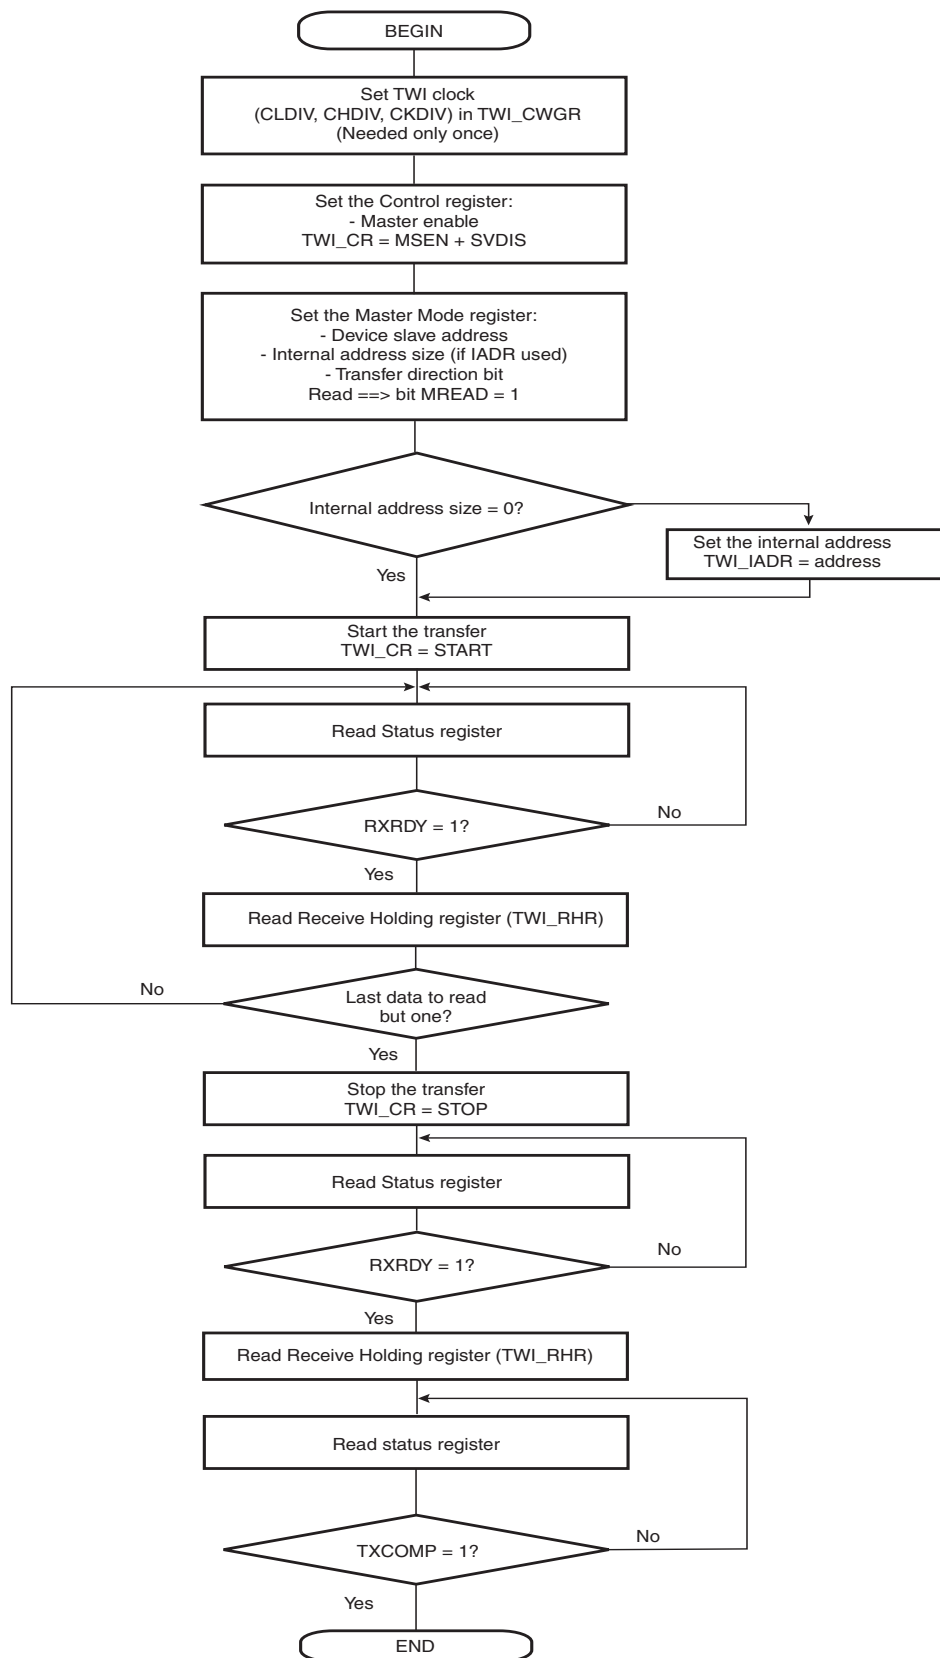 BEGIN
Set TWI clock
(CLDIV, CHDIV, CKDIV) in TWI_CWGR
(Needed only once)
Set the Control register:
- Master enable
TWI_CR = MSEN + SVDIS
Set the Master Mode register:
- Device slave address
- Internal address size (if IADR used)
- Transfer direction bit
Read ==> bit MREAD = 1
Internal address size = 0?
Set the internal address
TWI_IADR = address
Yes
Start the transfer
TWI_CR = START
Read Status register
RXRDY = 1?
No
Yes
Read Receive Holding register (TWI_RHR)
No
Last data to read
but one?
Yes
Stop the transfer
TWI_CR = STOP
Read Status register
RXRDY = 1?
No
Yes
Read Receive Holding register (TWI_RHR)
Read status register
TXCOMP = 1?
No
Yes
END